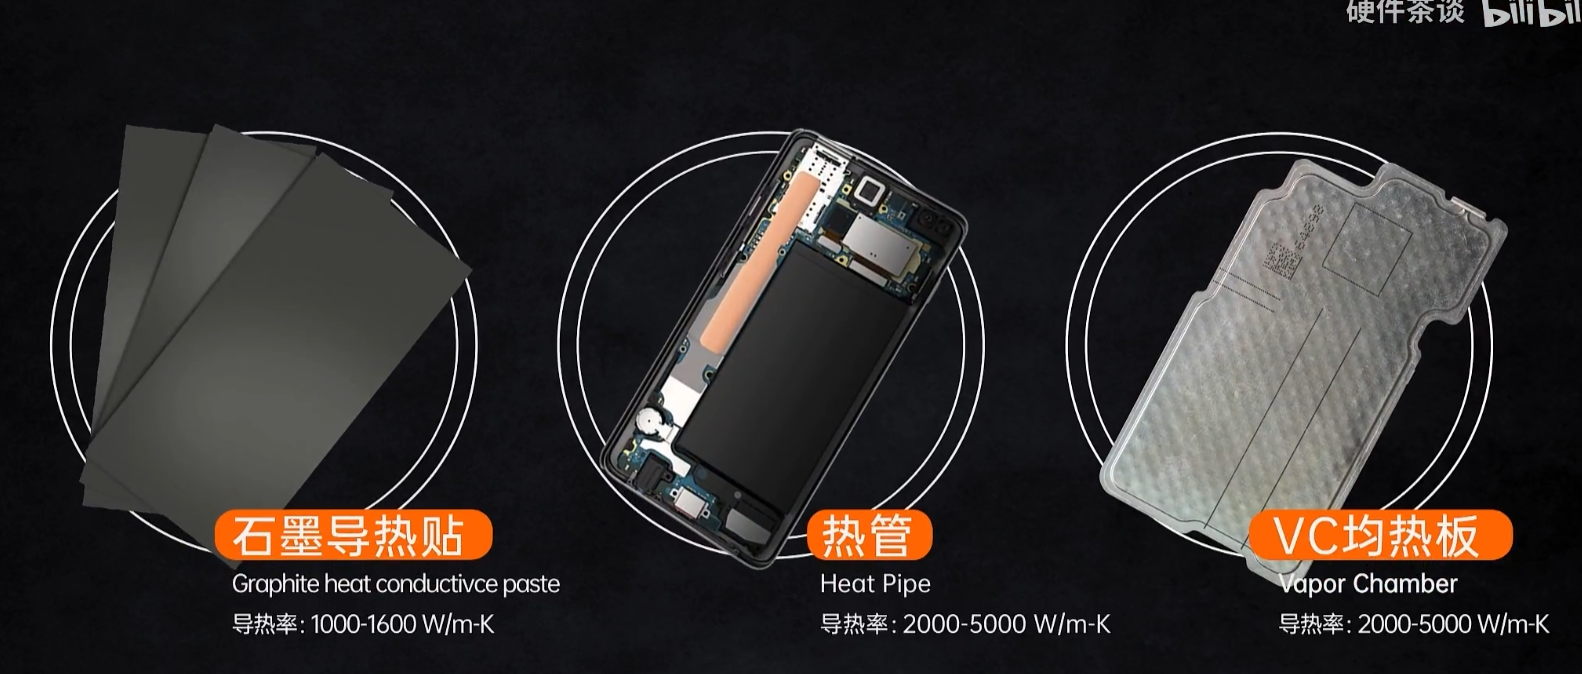 硬件茶谈 bilibil
石墨导热贴
Graphite heat conductivce paste
导热率: 1000-1600 W/m-K
热管
Heat Pipe
导热率: 2000-5000 W/m-K
VC均热板
Vapor Chamber
导热率: 2000-5000 W/m-K